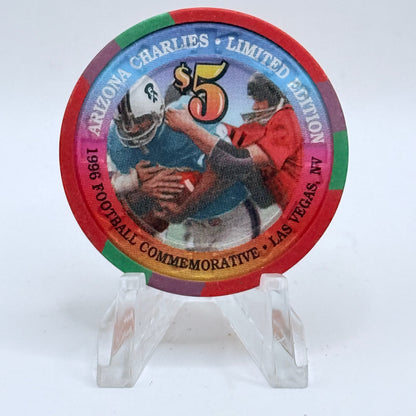 ARIZONA CHARLIES • LIMITED EDITION
$5
1996 FOOTBALL COMMEMORATIVE • LAS VEGAS, NV